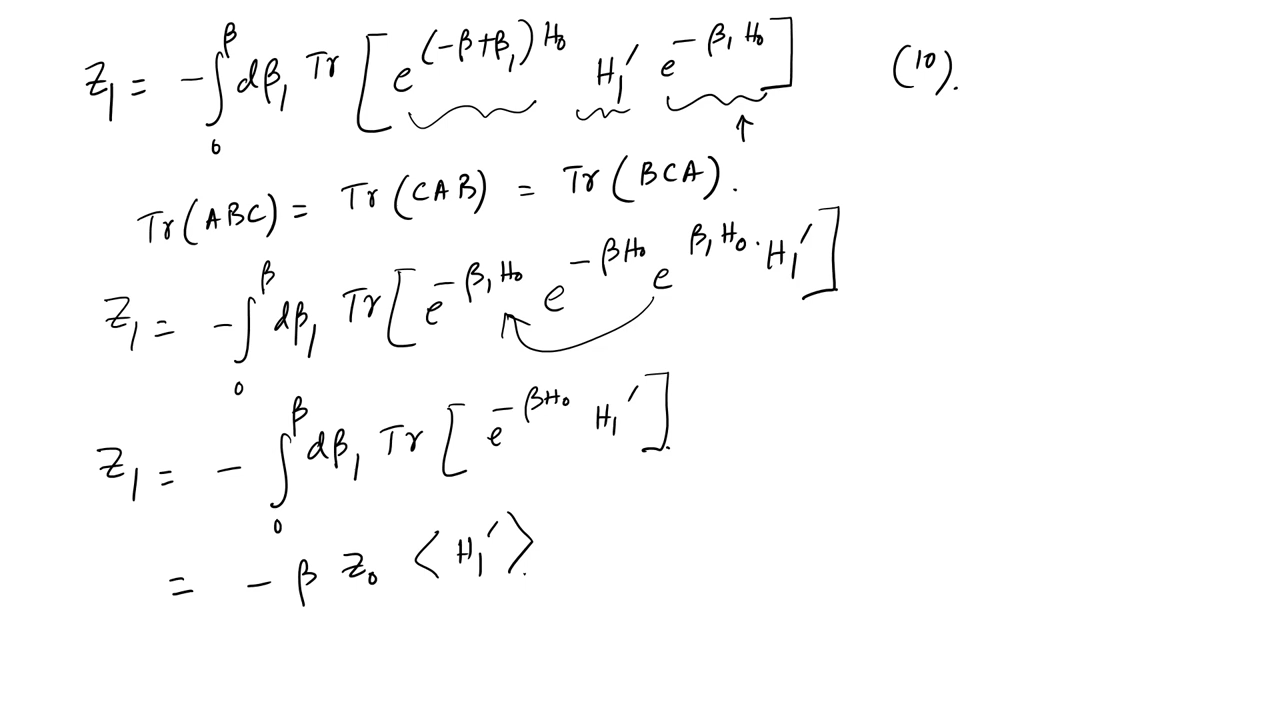 Z₁ = - ∫₀^β dβ₁ Tr [ e^{(-β+β₁)H₀} H₁′ e^{-β₁H₀} ] (10).
Tr(ABC) = Tr(CAB) = Tr(BCA).
Z₁ = - ∫₀^β dβ₁ Tr [ e^{-β₁H₀} e^{-βH₀} e^{β₁H₀} · H₁′ ]
Z₁ = - ∫₀^β dβ₁ Tr [ e^{-βH₀} H₁′ ]
= - β Z₀ ⟨H₁′⟩.